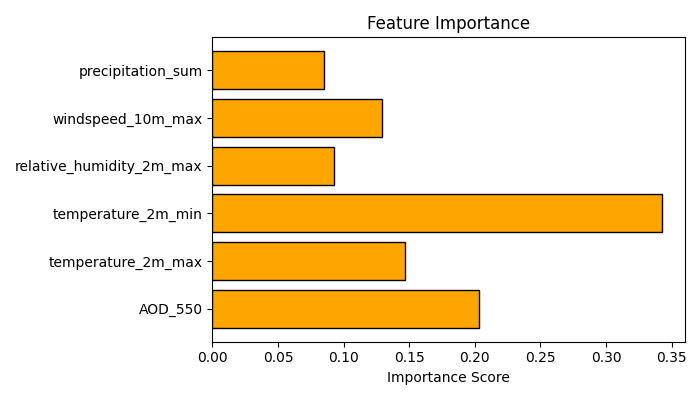 Feature Importance
precipitation_sum
windspeed_10m_max
relative_humidity_2m_max
temperature_2m_min
temperature_2m_max
AOD_550
0.00 0.05 0.10 0.15 0.20 0.25 0.30 0.35
Importance Score